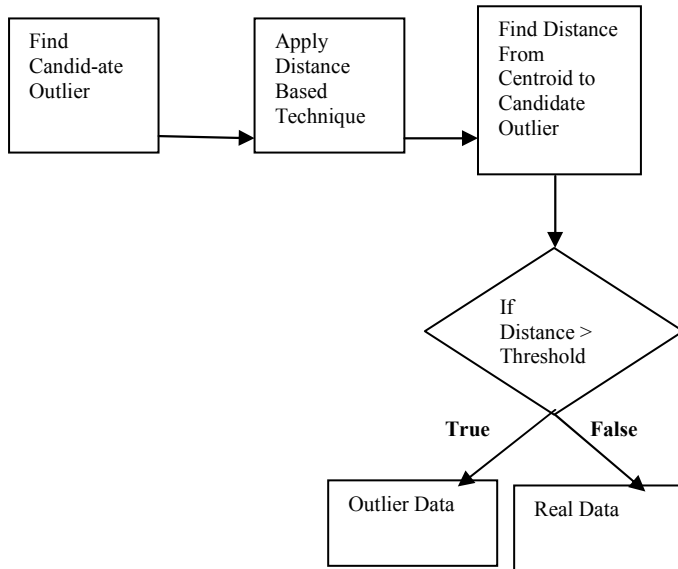 Find
Candid-ate
Outlier
Apply
Distance
Based
Technique
Find Distance
From
Centroid to
Candidate
Outlier
If
Distance >
Threshold
True
False
Outlier Data
Real Data